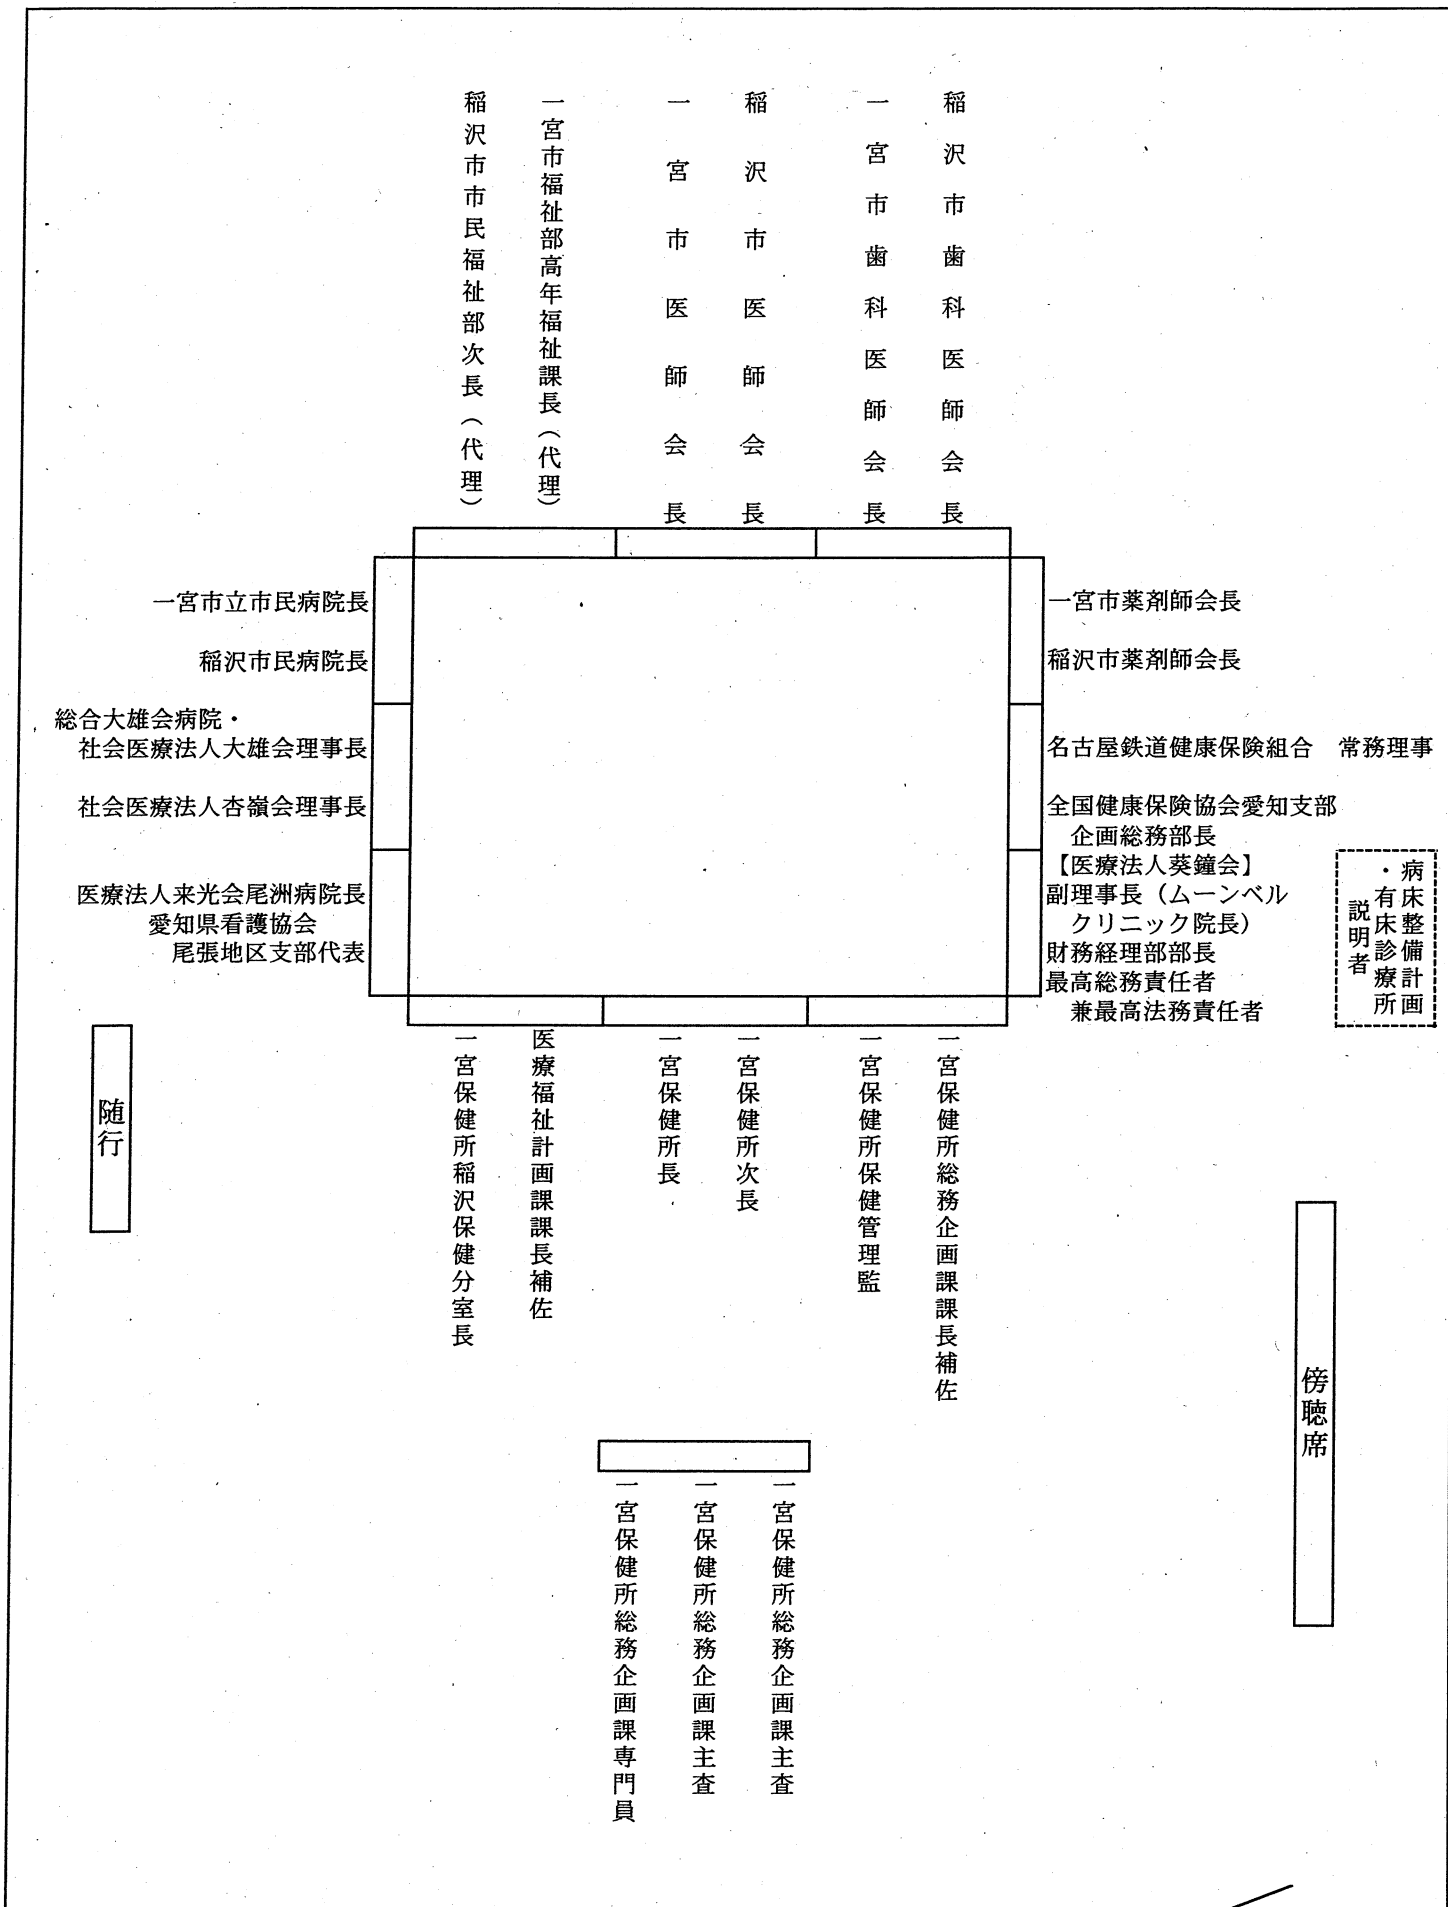 稲沢市歯科医師会長
一宮市歯科医師会長
稲沢市医師会長
一宮市医師会長
一宮市福祉部高年福祉課長（代理）
稲沢市市民福祉部次長（代理）
一宮市立市民病院長
稲沢市民病院長
総合大雄会病院・
社会医療法人大雄会理事長
社会医療法人杏嶺会理事長
医療法人来光会尾洲病院長
愛知県看護協会
尾張地区支部代表
一宮市薬剤師会長
稲沢市薬剤師会長
名古屋鉄道健康保険組合　常務理事
全国健康保険協会愛知支部
企画総務部長
【医療法人葵鐘会】
副理事長（ムーンベル
クリニック院長）
財務経理部部長
最高総務責任者
兼最高法務責任者
病床整備計画
・有床診療所
説明者
一宮保健所総務企画課課長補佐
一宮保健所保健管理監
一宮保健所次長
一宮保健所長
医療福祉計画課課長補佐
一宮保健所稲沢保健分室長
随行
傍聴席
一宮保健所総務企画課主査
一宮保健所総務企画課主査
一宮保健所総務企画課専門員